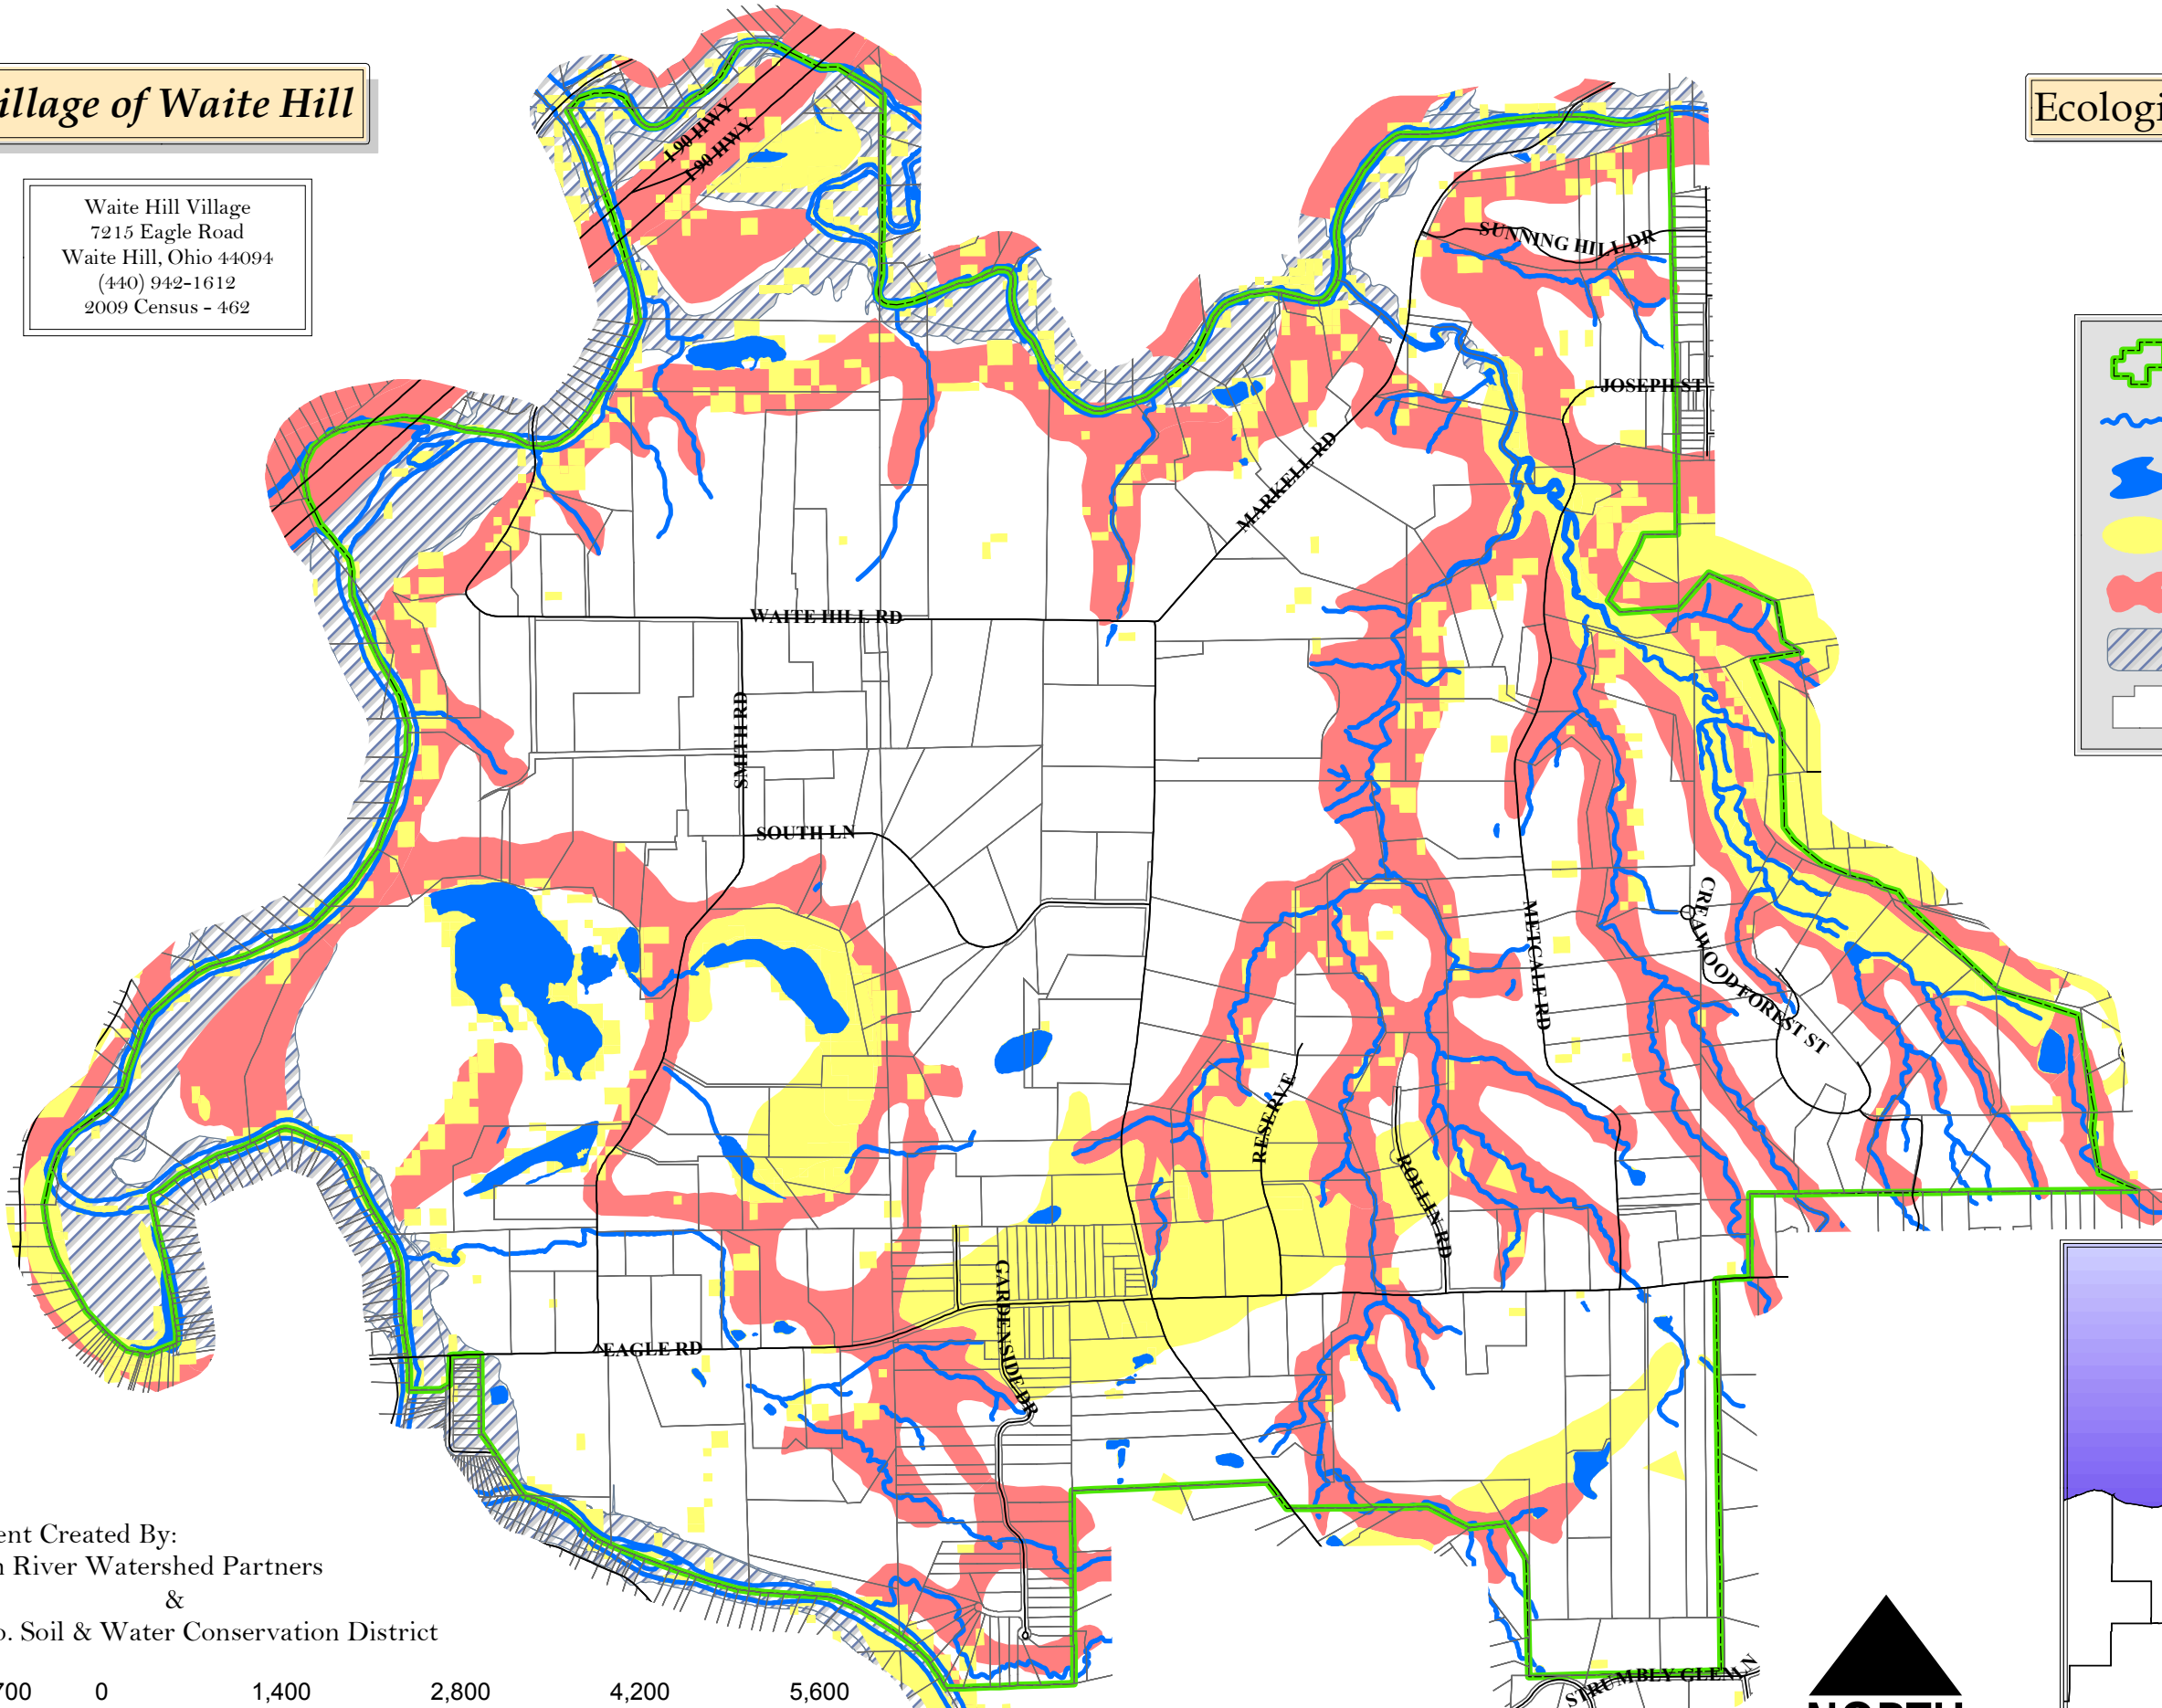 illage of Waite Hill
Ecologi
Waite Hill Village
7215 Eagle Road
Waite Hill, Ohio 44094
(440) 942-1612
2009 Census - 462
I-90 HWY
I-90 HWY
SUNNING HILL DR
JOSEPH ST
MARKELL RD
WAITE HILL RD
SMITH RD
SOUTH LN
METCALF RD
CREAWOOD FOREST ST
RESERVE
ROLLIN RD
GARDENSIDE DR
EAGLE RD
ent Created By:
n River Watershed Partners
&
o. Soil & Water Conservation District
700 0 1,400 2,800 4,200 5,600
STRUMBLY GLENN
NORTH